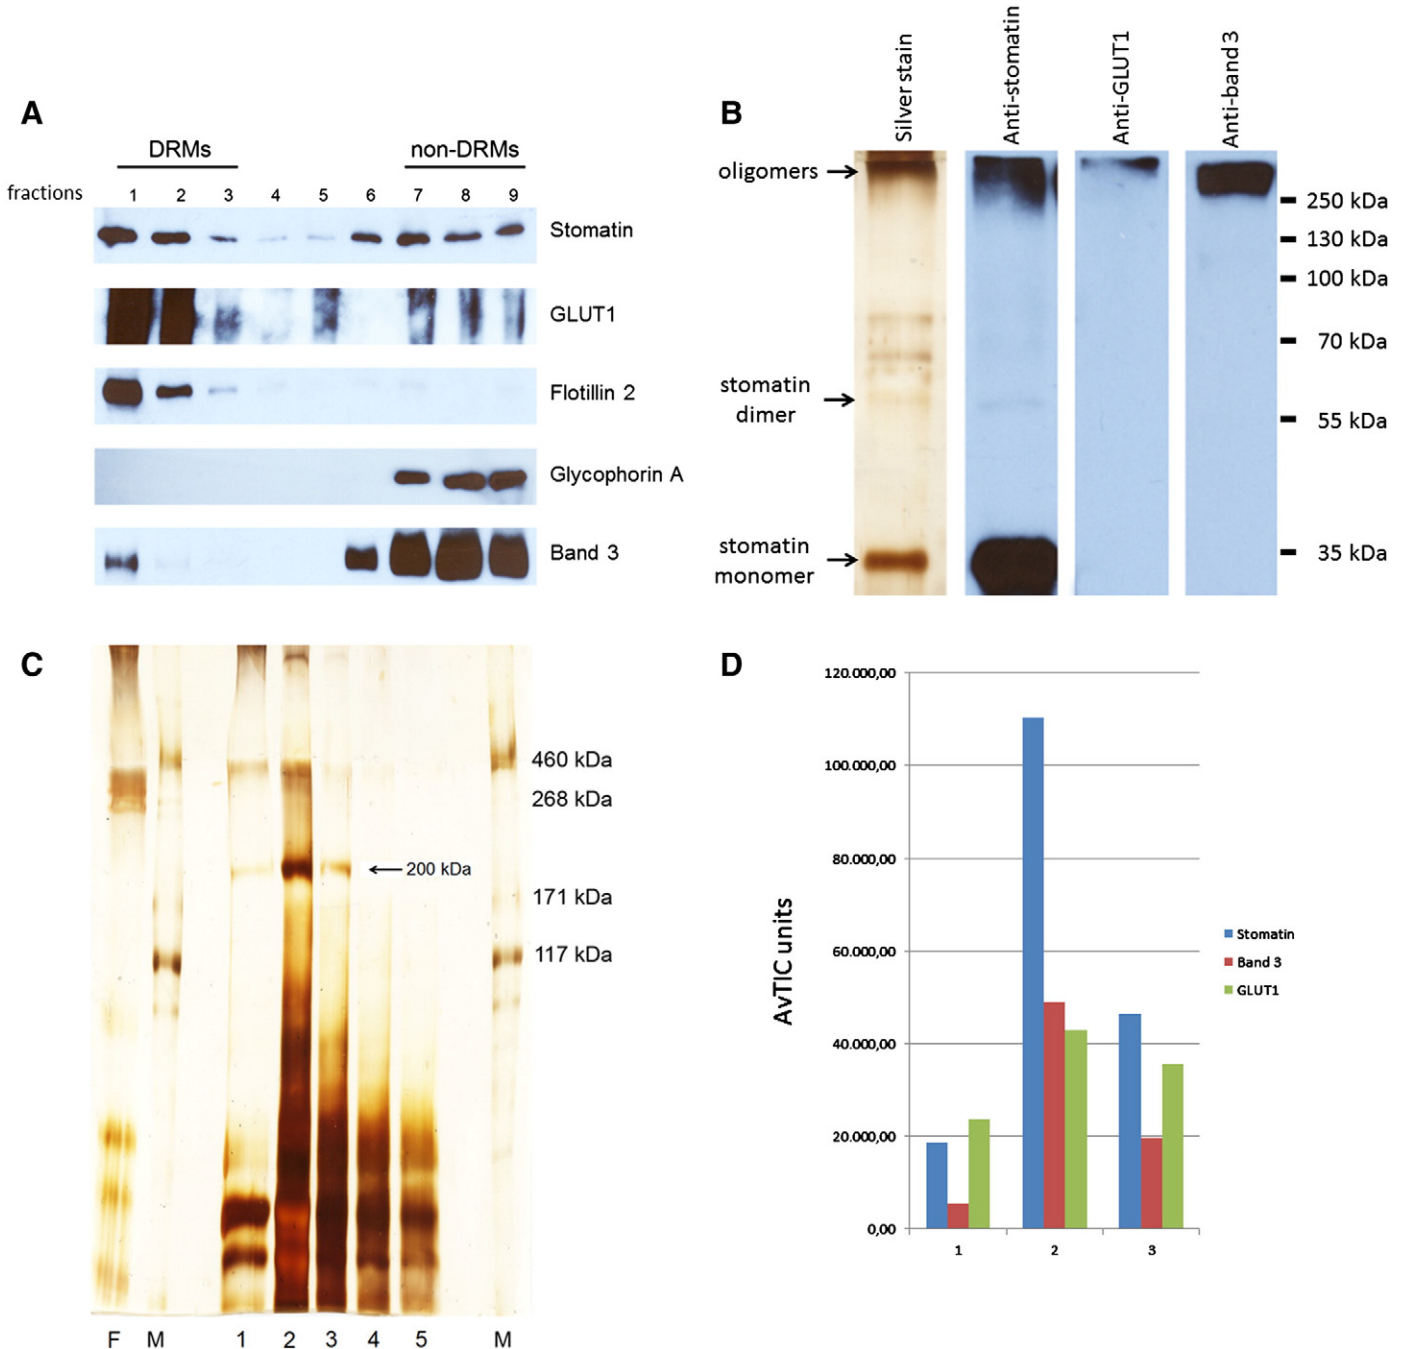 A
DRMs
non-DRMs
fractions
1 2 3 4 5 6 7 8 9
Stomatin
GLUT1
Flotillin 2
Glycophorin A
Band 3
B
Silver stain
Anti-stomatin
Anti-GLUT1
Anti-band 3
oligomers
stomatin
dimer
stomatin
monomer
250 kDa
130 kDa
100 kDa
70 kDa
55 kDa
35 kDa
C
460 kDa
268 kDa
200 kDa
171 kDa
117 kDa
F M 1 2 3 4 5 M
D
120.000,00
100.000,00
80.000,00
60.000,00
40.000,00
20.000,00
0,00
AvTIC units
1 2 3
Stomatin
Band 3
GLUT1